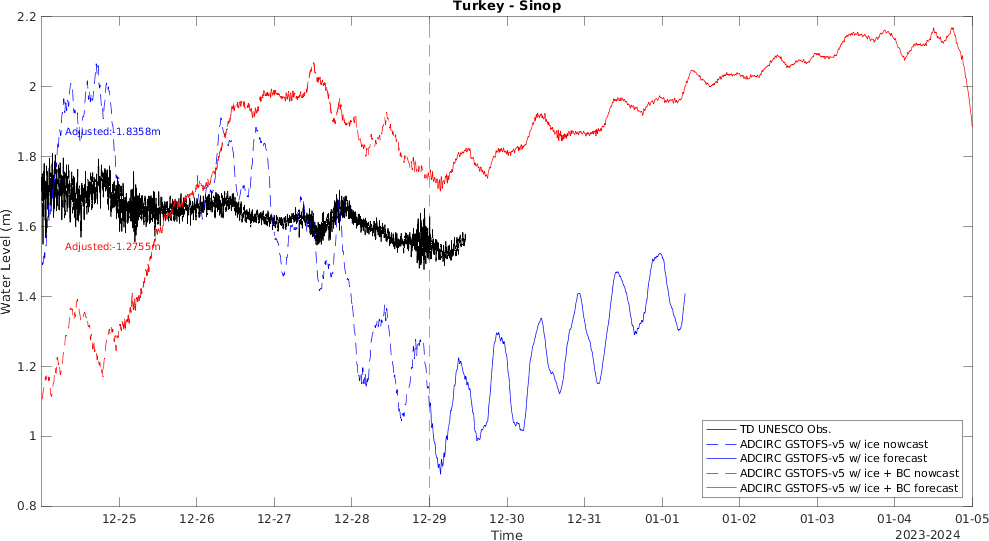 Turkey - Sinop
2.2
2
1.8
1.6
1.4
1.2
1
0.8
Water Level (m)
Adjusted:-1.8358m
Adjusted:-1.2755m
TD UNESCO Obs.
ADCIRC GSTOFS-v5 w/ ice nowcast
ADCIRC GSTOFS-v5 w/ ice forecast
ADCIRC GSTOFS-v5 w/ ice + BC nowcast
ADCIRC GSTOFS-v5 w/ ice + BC forecast
12-25 12-26 12-27 12-28 12-29 12-30 12-31 01-01 01-02 01-03 01-04 01-05
Time
2023-2024